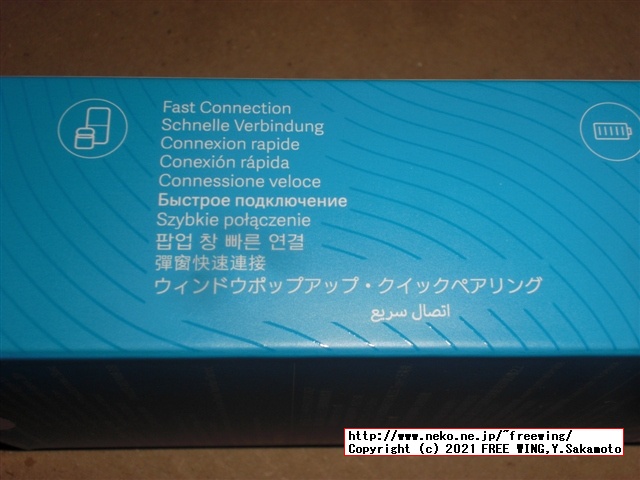 Fast Connection
Schnelle Verbindung
Connexion rapide
Conexión rápida
Connessione veloce
Быстрое подключение
Szybkie połączenie
팝업 창 빠른 연결
彈窗快速連接
ウィンドウポップアップ・クイックペアリング
اتصال سريع
http://www.neko.ne.jp/~freewing/
Copyright (c) 2021 FREE WING,Y.Sakamoto